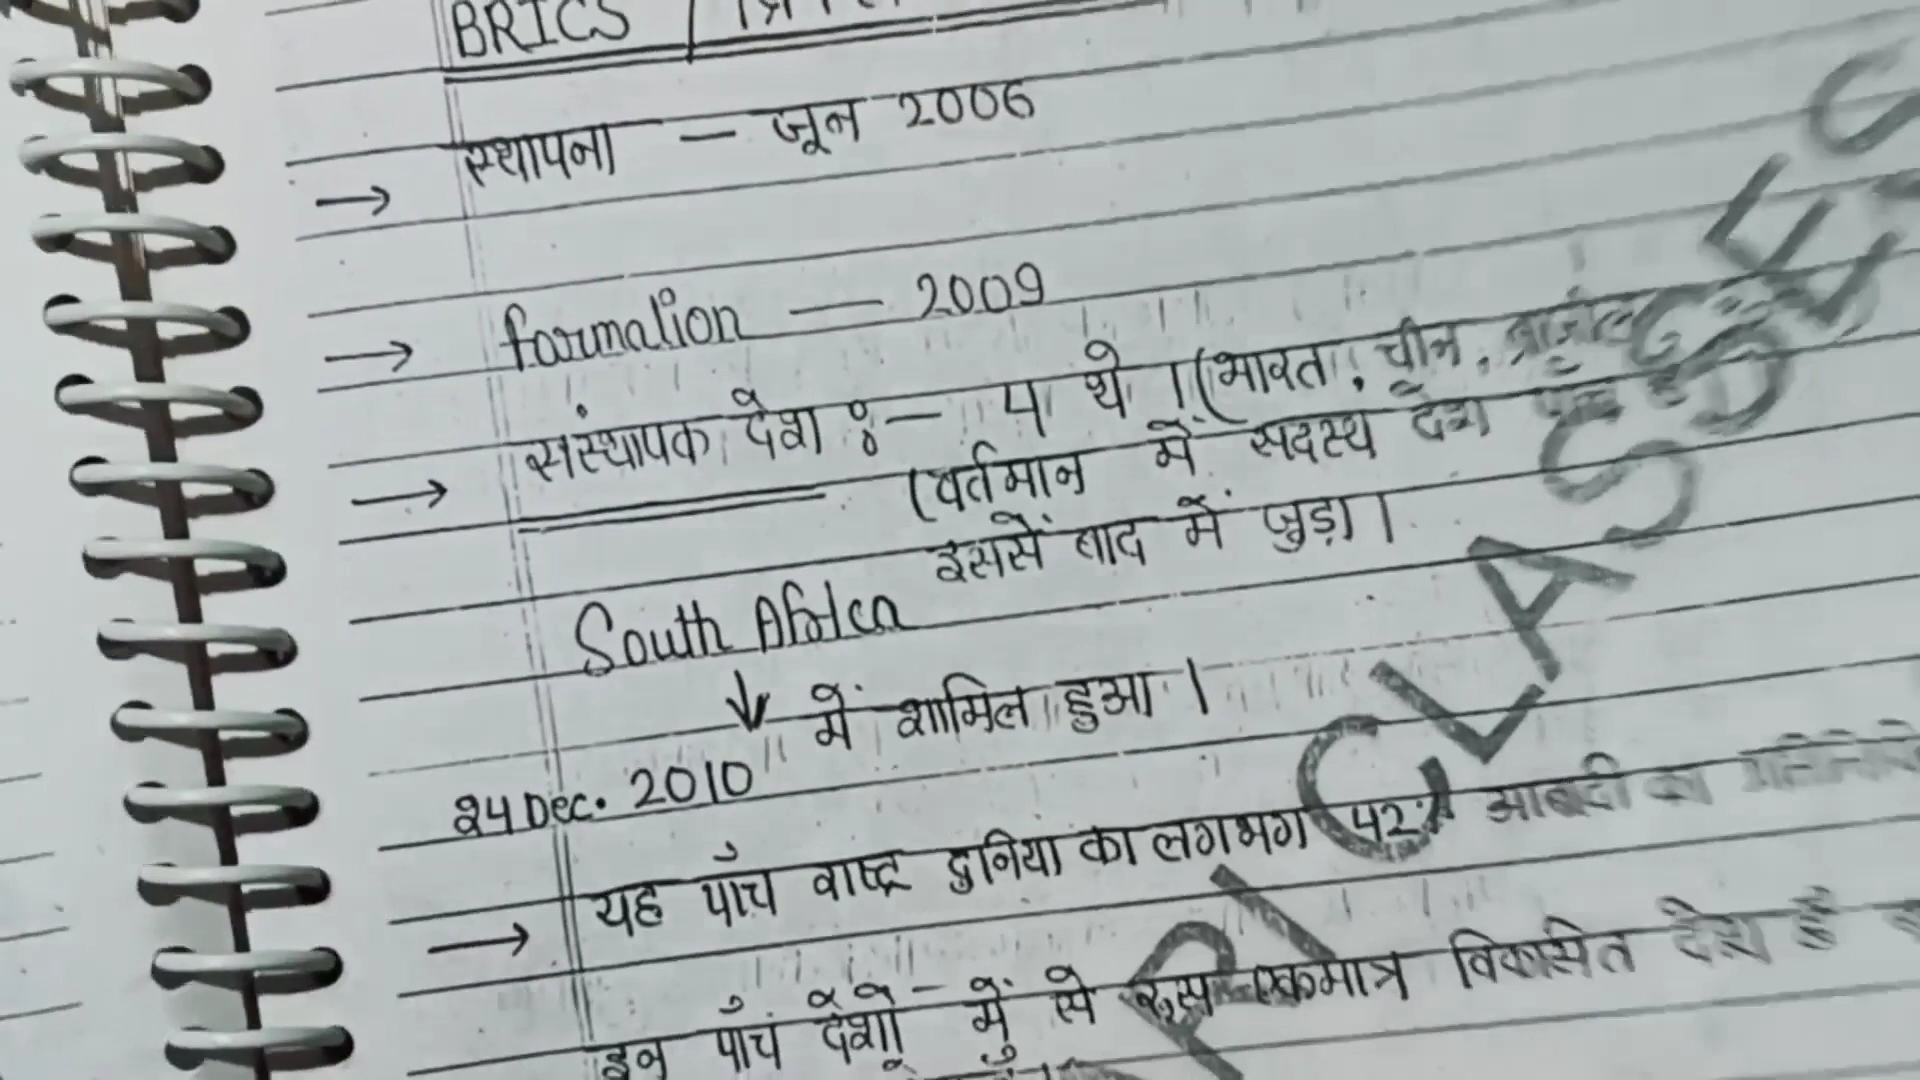 BRICS /
स्थापना — जून 2006
formation — 2009
संस्थापक देश :- 4 थे । (भारत, चीन, ब्राजील
(वर्तमान में सदस्य देश पाँच है
South Africa इससें बाद में जुड़ा ।
में शामिल हुआ ।
24 Dec. 2010
यह पाँच राष्ट्र दुनिया का लगभग 42% आबादी का
इन पाँच देशों में से रूस एकमात्र विकसित देश है
CLASSES